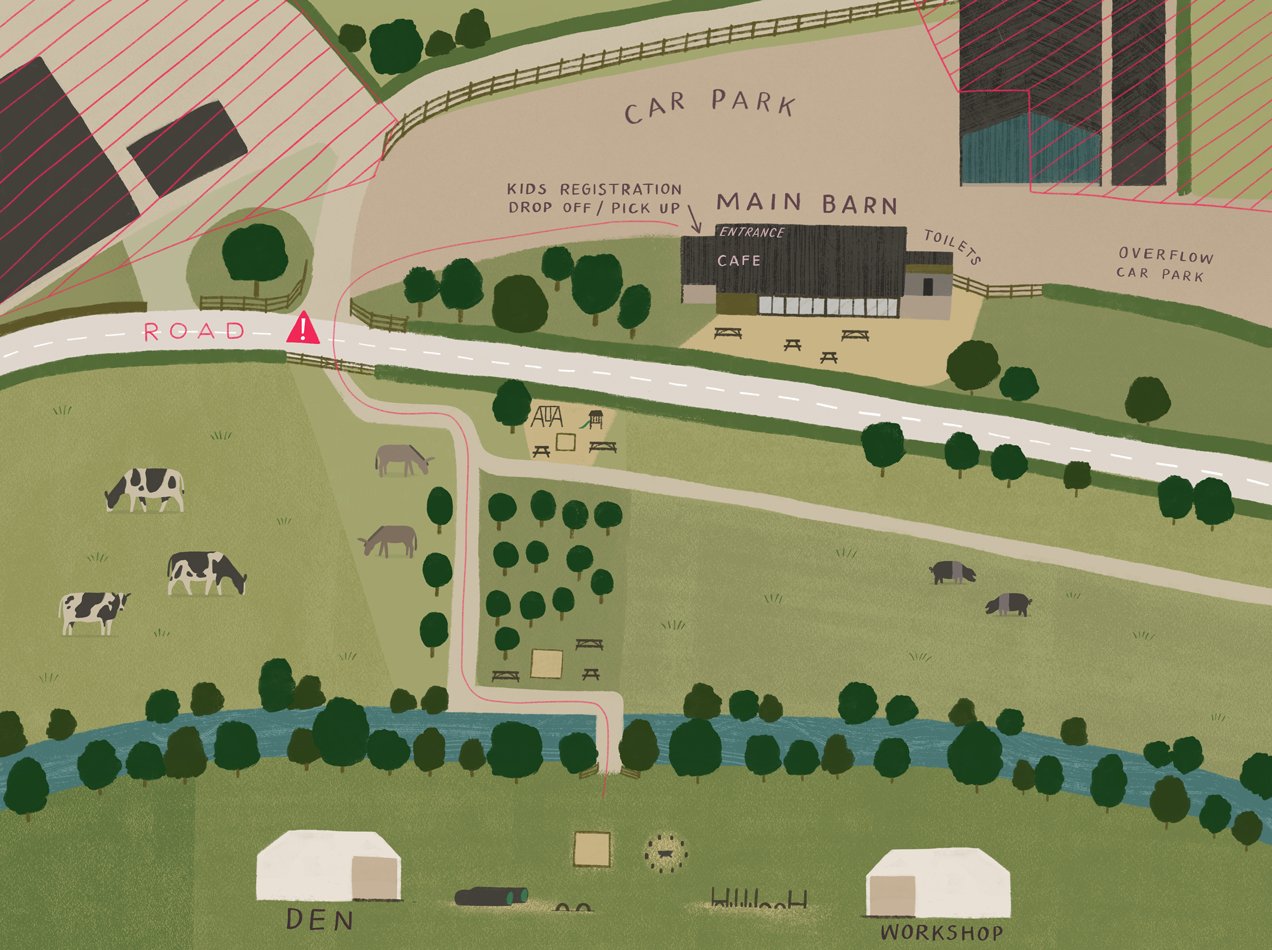 CAR PARK
KIDS REGISTRATION
DROP OFF / PICK UP
MAIN BARN
ENTRANCE
CAFE
TOILETS
OVERFLOW
CAR PARK
ROAD
!
DEN
WORKSHOP